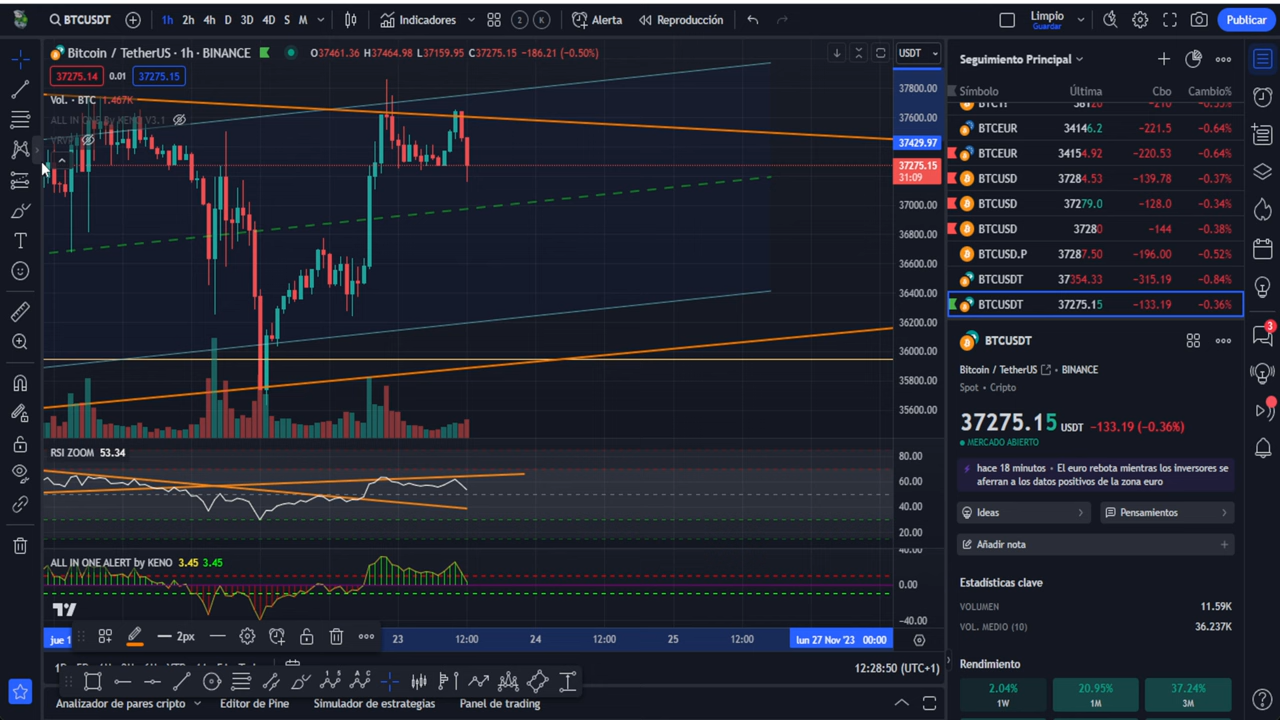 BTCUSDT
1h 2h 4h D 3D 4D S M
Indicadores
2 K
Alerta
Reproducción
Limpio
Guardar
Publicar
Bitcoin / TetherUS · 1h · BINANCE
O37461.36 H37464.98 L37159.95 C37275.15 −186.21 (−0.50%)
37275.14 0.01 37275.15
Vol. · BTC 1.467K
ALL IN ONE BY KENO V3.1
VRVP
USDT
37800.00
37600.00
37429.97
37275.15
31:09
37000.00
36800.00
36600.00
36400.00
36200.00
36000.00
35800.00
35600.00
RSI ZOOM 53.34
80.00
60.00
40.00
20.00
ALL IN ONE ALERT by KENO 3.45 3.45
40.00
0.00
−40.00
jue 1
2px
23 12:00 24 12:00 25 12:00
lun 27 Nov '23 00:00
12:28:50 (UTC+1)
Analizador de pares cripto
Editor de Pine
Simulador de estrategias
Panel de trading
Seguimiento Principal
Símbolo Última Cbo Cambio%
BTCEUR 34146.2 −221.5 −0.64%
BTCEUR 34154.92 −220.53 −0.64%
BTCUSD 37284.53 −139.78 −0.37%
BTCUSD 37279.0 −128.0 −0.34%
BTCUSD 37280 −144 −0.38%
BTCUSD.P 37287.50 −196.00 −0.52%
BTCUSDT 37354.33 −315.19 −0.84%
BTCUSDT 37275.15 −133.19 −0.36%
BTCUSDT
Bitcoin / TetherUS · BINANCE
Spot · Cripto
37275.15 USDT −133.19 (−0.36%)
MERCADO ABIERTO
hace 18 minutos · El euro rebota mientras los inversores se
aferran a los datos positivos de la zona euro
Ideas
Pensamientos
Añadir nota
Estadísticas clave
VOLUMEN 11.59K
VOL. MEDIO (10) 36.237K
Rendimiento
2.04% 20.95% 37.24%
1W 1M 3M
3